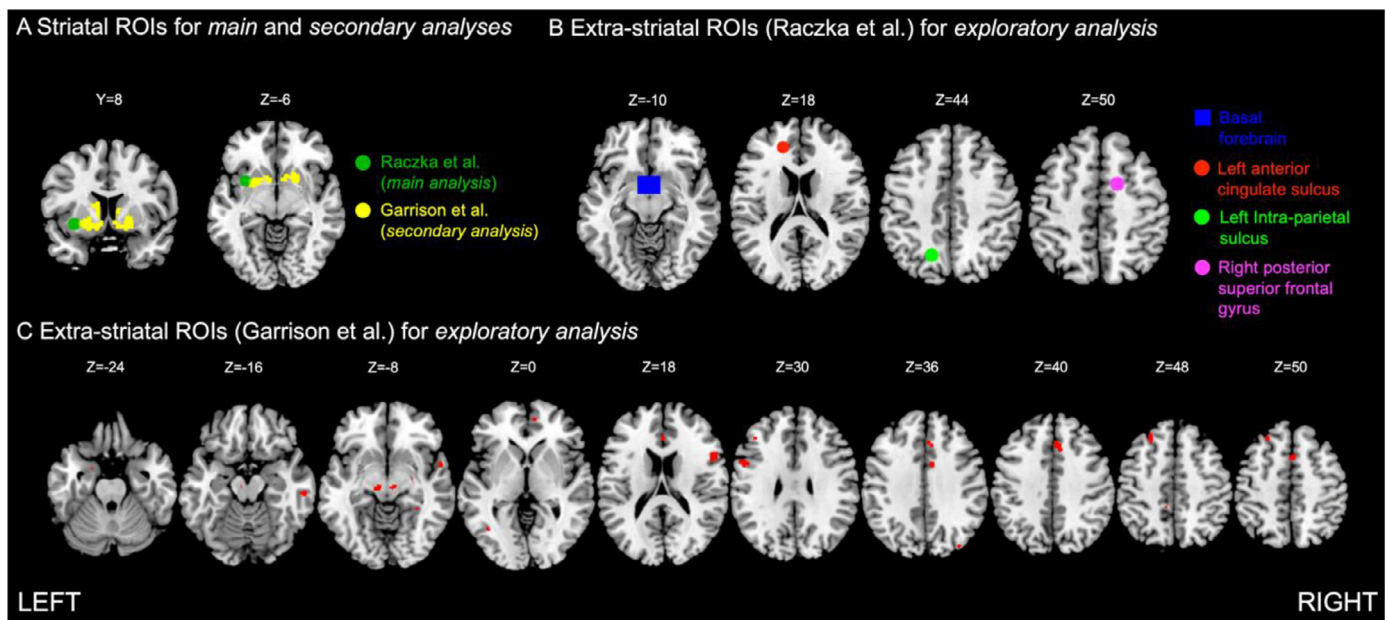 A Striatal ROIs for main and secondary analyses
Y=8
Z=-6
Raczka et al.
(main analysis)
Garrison et al.
(secondary analysis)
B Extra-striatal ROIs (Raczka et al.) for exploratory analysis
Z=-10
Z=18
Z=44
Z=50
Basal
forebrain
Left anterior
cingulate sulcus
Left Intra-parietal
sulcus
Right posterior
superior frontal
gyrus
C Extra-striatal ROIs (Garrison et al.) for exploratory analysis
Z=-24
Z=-16
Z=-8
Z=0
Z=18
Z=30
Z=36
Z=40
Z=48
Z=50
LEFT
RIGHT